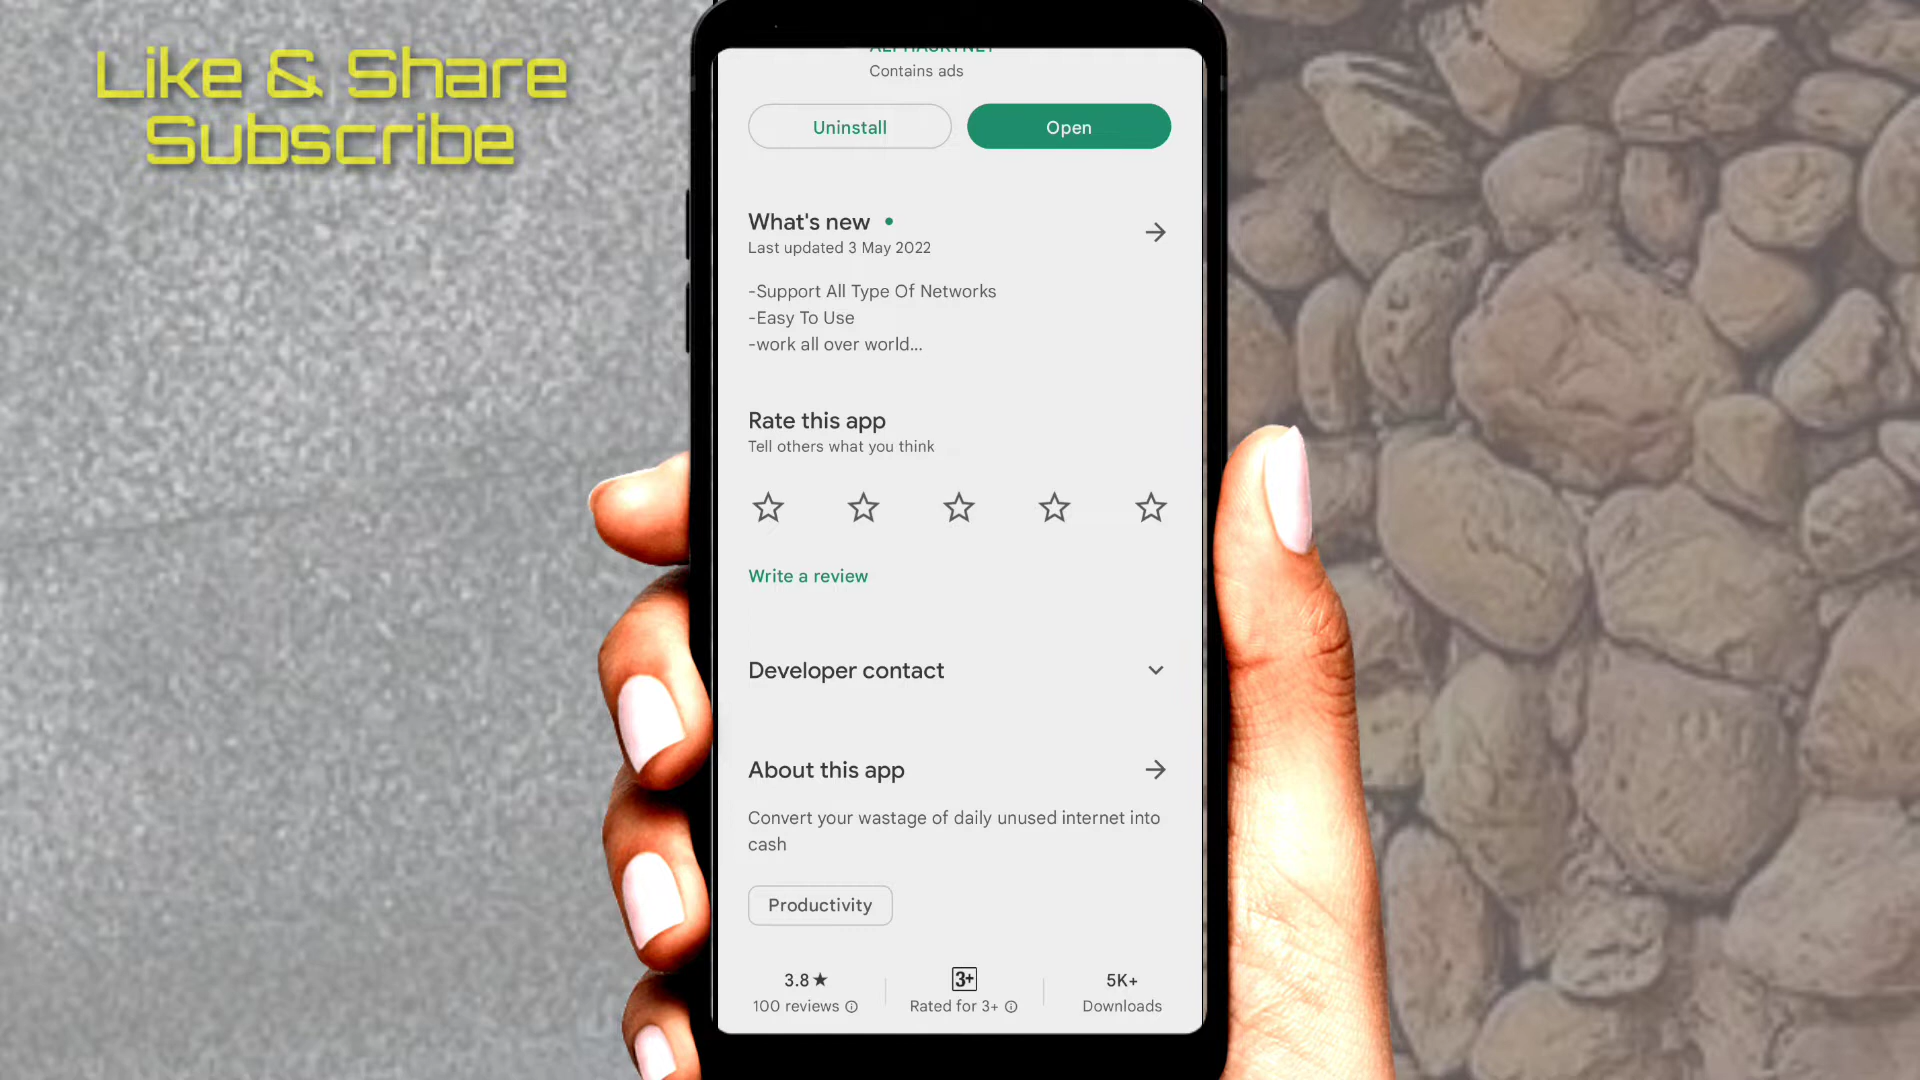 Like & Share
Subscribe
Contains ads
Uninstall
Open
What's new
Last updated 3 May 2022
-Support All Type Of Networks
-Easy To Use
-work all over world...
Rate this app
Tell others what you think
Write a review
Developer contact
About this app
Convert your wastage of daily unused internet into
cash
Productivity
3.8★
100 reviews
3+
Rated for 3+
5K+
Downloads